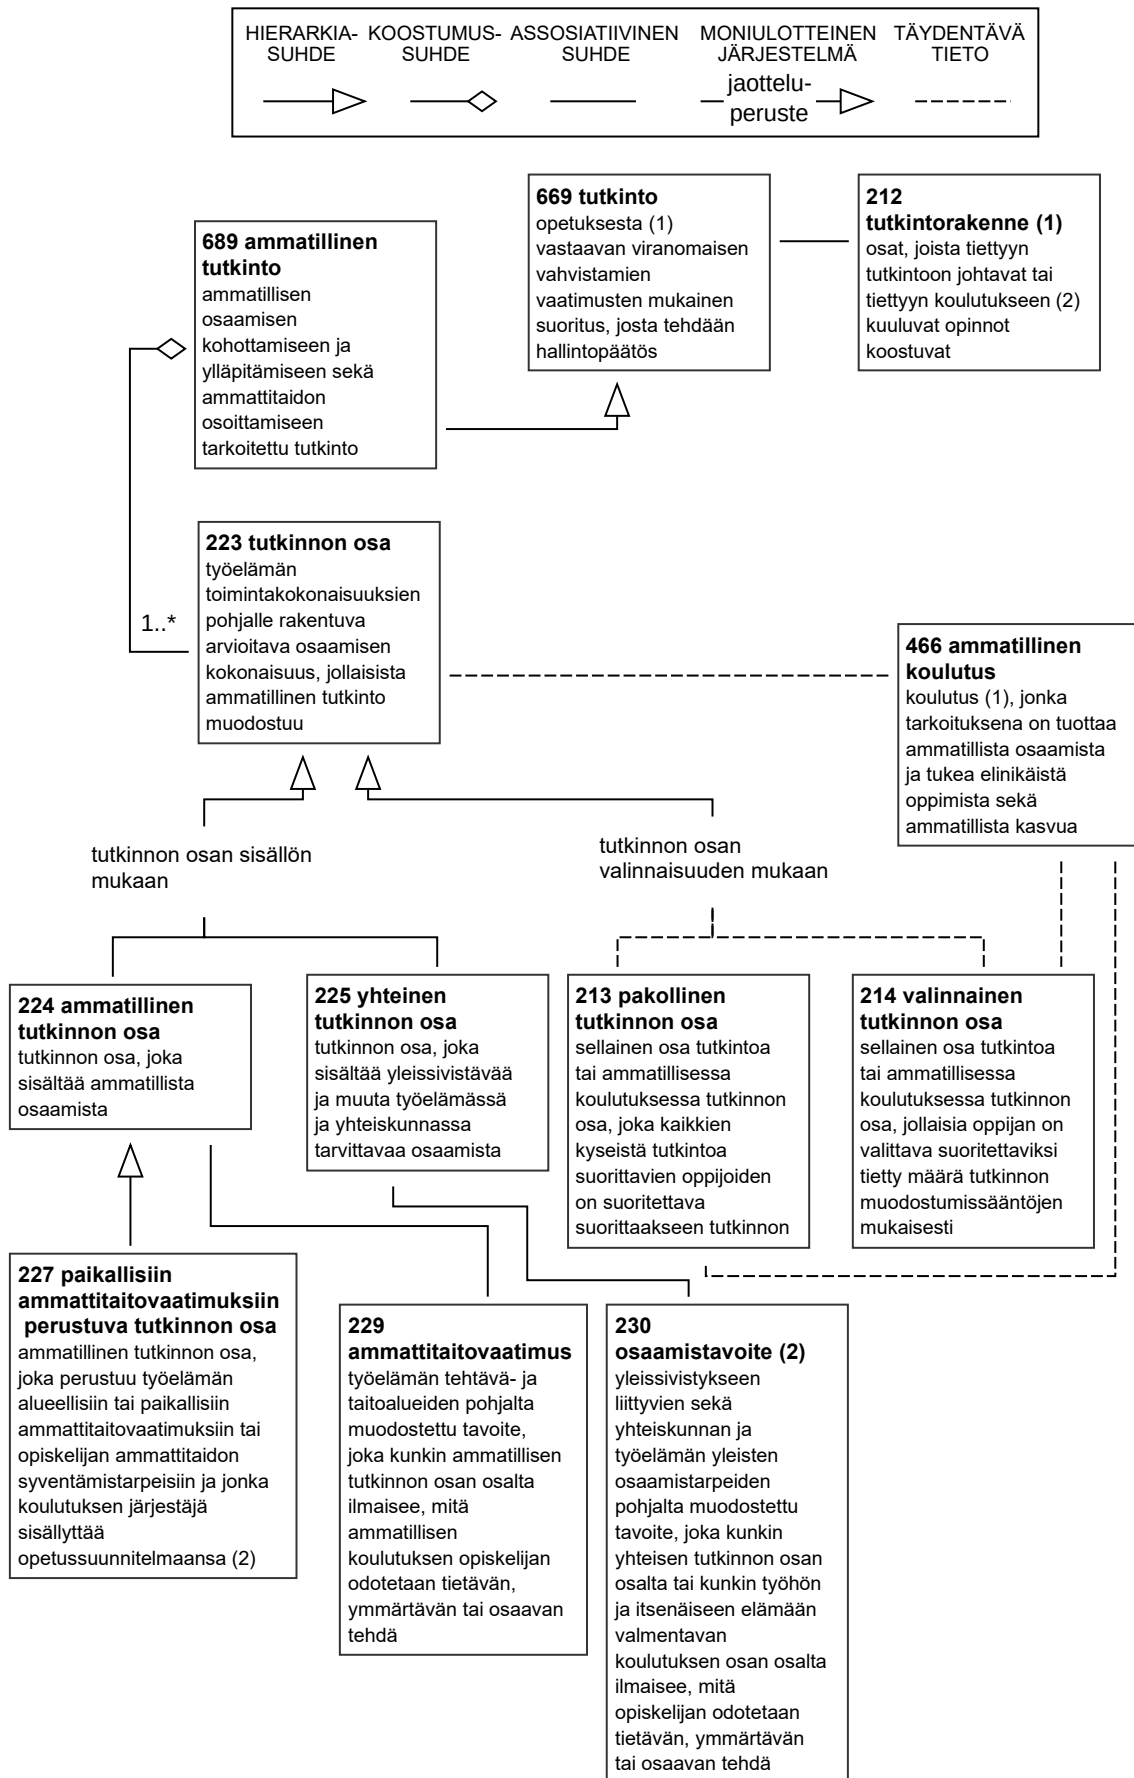 HIERARKIA-
SUHDE
KOOSTUMUS-
SUHDE
ASSOSIATIIVINEN
SUHDE
MONIULOTTEINEN
JÄRJESTELMÄ
TÄYDENTÄVÄ
TIETO
jaottelu-
peruste
669 tutkinto
opetuksesta (1)
vastaavan viranomaisen
vahvistamien
vaatimusten mukainen
suoritus, josta tehdään
hallintopäätös
212
tutkintorakenne (1)
osat, joista tiettyyn
tutkintoon johtavat tai
tiettyyn koulutukseen (2)
kuuluvat opinnot
koostuvat
689 ammatillinen
tutkinto
ammatillisen
osaamisen
kohottamiseen ja
ylläpitämiseen sekä
ammattitaidon
osoittamiseen
tarkoitettu tutkinto
223 tutkinnon osa
työelämän
toimintakokonaisuuksien
pohjalle rakentuva
arvioitava osaamisen
kokonaisuus, jollaisista
ammatillinen tutkinto
muodostuu
1..*
466 ammatillinen
koulutus
koulutus (1), jonka
tarkoituksena on tuottaa
ammatillista osaamista
ja tukea elinikäistä
oppimista sekä
ammatillista kasvua
tutkinnon osan sisällön
mukaan
tutkinnon osan
valinnaisuuden mukaan
224 ammatillinen
tutkinnon osa
tutkinnon osa, joka
sisältää ammatillista
osaamista
225 yhteinen
tutkinnon osa
tutkinnon osa, joka
sisältää yleissivistävää
ja muuta työelämässä
ja yhteiskunnassa
tarvittavaa osaamista
213 pakollinen
tutkinnon osa
sellainen osa tutkintoa
tai ammatillisessa
koulutuksessa tutkinnon
osa, joka kaikkien
kyseistä tutkintoa
suorittavien oppijoiden
on suoritettava
suorittaakseen tutkinnon
214 valinnainen
tutkinnon osa
sellainen osa tutkintoa
tai ammatillisessa
koulutuksessa tutkinnon
osa, jollaisia oppijan on
valittava suoritettaviksi
tietty määrä tutkinnon
muodostumissääntöjen
mukaisesti
227 paikallisiin
ammattitaitovaatimuksiin
perustuva tutkinnon osa
ammatillinen tutkinnon osa,
joka perustuu työelämän
alueellisiin tai paikallisiin
ammattitaitovaatimuksiin tai
opiskelijan ammattitaidon
syventämistarpeisiin ja jonka
koulutuksen järjestäjä
sisällyttää
opetussuunnitelmaansa (2)
229
ammattitaitovaatimus
työelämän tehtävä- ja
taitoalueiden pohjalta
muodostettu tavoite,
joka kunkin ammatillisen
tutkinnon osan osalta
ilmaisee, mitä
ammatillisen
koulutuksen opiskelijan
odotetaan tietävän,
ymmärtävän tai osaavan
tehdä
230
osaamistavoite (2)
yleissivistykseen
liittyvien sekä
yhteiskunnan ja
työelämän yleisten
osaamistarpeiden
pohjalta muodostettu
tavoite, joka kunkin
yhteisen tutkinnon osan
osalta tai kunkin työhön
ja itsenäiseen elämään
valmentavan
koulutuksen osan osalta
ilmaisee, mitä
opiskelijan odotetaan
tietävän, ymmärtävän
tai osaavan tehdä